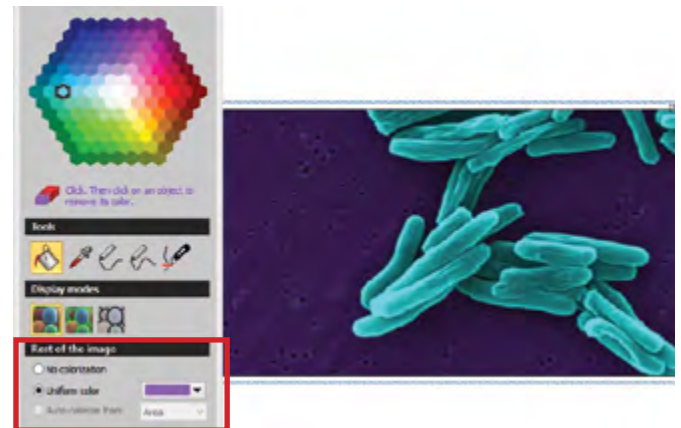 Click. Then click on an object to
remove its color.
Tools
Display modes
Rest of the image
No colorization
Uniform color
Auto-colorize from
Area